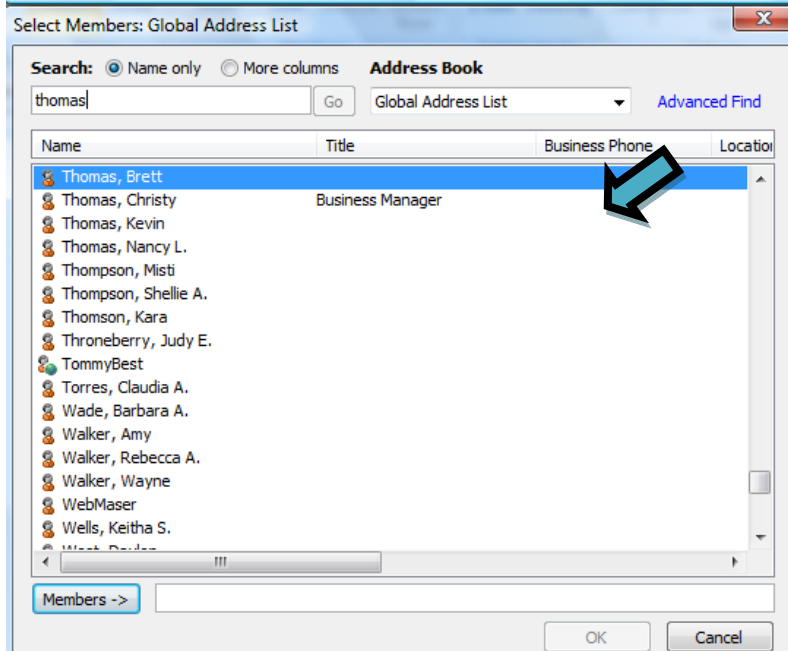 Select Members: Global Address List
Search: Name only More columns Address Book
thomas Go Global Address List Advanced Find
Name Title Business Phone Location
Thomas, Brett
Thomas, Christy Business Manager
Thomas, Kevin
Thomas, Nancy L.
Thompson, Misti
Thompson, Shellie A.
Thomson, Kara
Throneberry, Judy E.
TommyBest
Torres, Claudia A.
Wade, Barbara A.
Walker, Amy
Walker, Rebecca A.
Walker, Wayne
WebMaser
Wells, Keitha S.
Members ->
OK Cancel